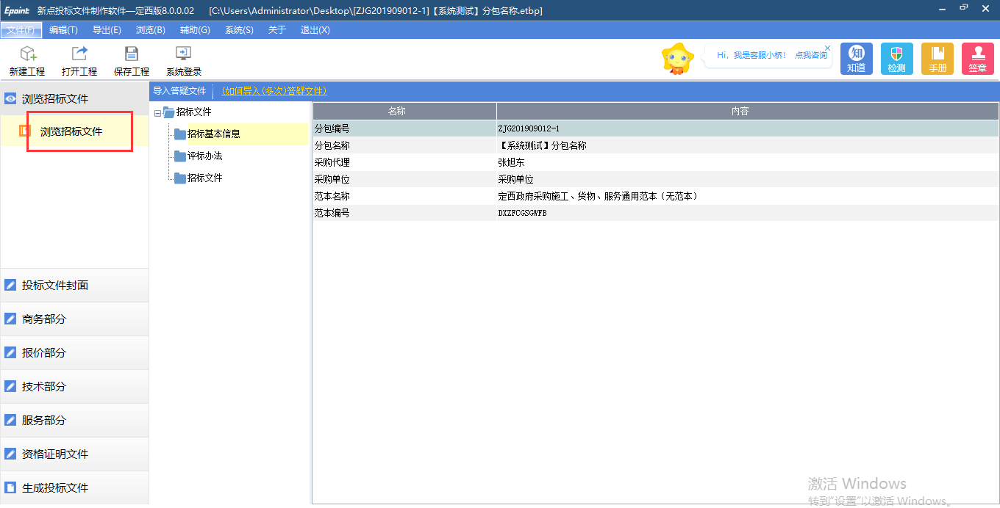 Epoint 新点投标文件制作软件—定西版8.0.0.02 [C:\Users\Administrator\Desktop\[ZJG201909012-1]【系统测试】分包名称.etbp]
文件(F) 编辑(T) 导出(E) 浏览(B) 辅助(G) 系统(S) 关于 退出(X)
新建工程 打开工程 保存工程 系统登录
Hi，我是客服小桥！ 点我咨询
知 知道 检测 手册 签章
浏览招标文件
浏览招标文件
投标文件封面
商务部分
报价部分
技术部分
服务部分
资格证明文件
生成投标文件
导入答疑文件 (如何导入(多次)答疑文件)
招标文件
招标基本信息
评标办法
招标文件
名称 内容
分包编号 ZJG201909012-1
分包名称 【系统测试】分包名称
采购代理 张旭东
采购单位 采购单位
范本名称 定西政府采购施工、货物、服务通用范本（无范本）
范本编号 DXZFCGSGWFB
激活 Windows
转到“设置”以激活 Windows。